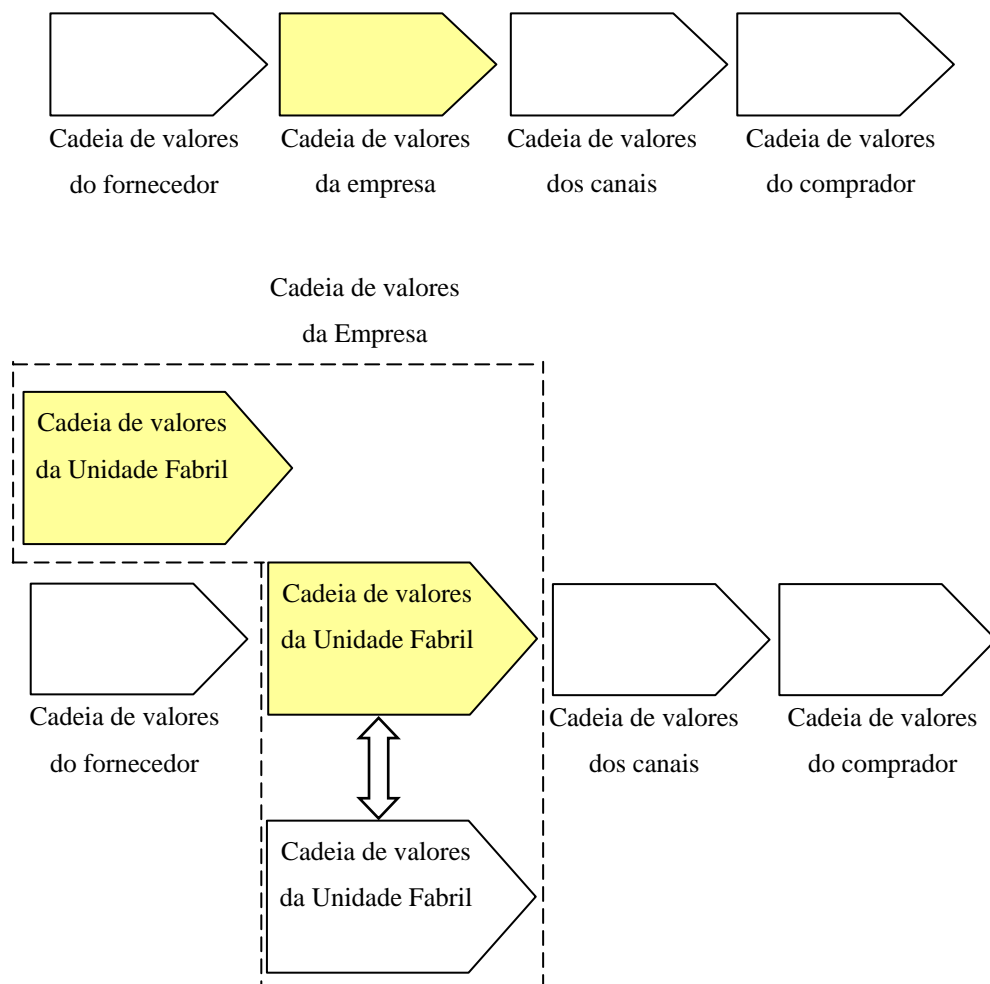 Cadeia de valores
do fornecedor
Cadeia de valores
da empresa
Cadeia de valores
dos canais
Cadeia de valores
do comprador
Cadeia de valores
da Empresa
Cadeia de valores
da Unidade Fabril
Cadeia de valores
do fornecedor
Cadeia de valores
da Unidade Fabril
Cadeia de valores
dos canais
Cadeia de valores
do comprador
Cadeia de valores
da Unidade Fabril